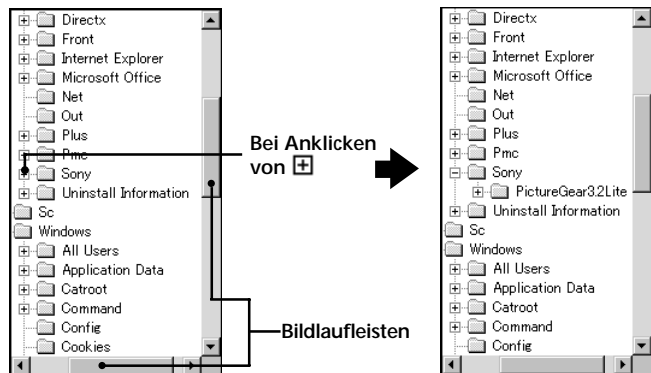 Directx
Front
Internet Explorer
Microsoft Office
Net
Out
Plus
Pmc
Sony
Uninstall Information
Sc
Windows
All Users
Application Data
Catroot
Command
Config
Cookies
Bei Anklicken
von ⊞
Bildlaufleisten
Directx
Front
Internet Explorer
Microsoft Office
Net
Out
Plus
Pmc
Sony
PictureGear3.2Lite
Uninstall Information
Sc
Windows
All Users
Application Data
Catroot
Command
Config